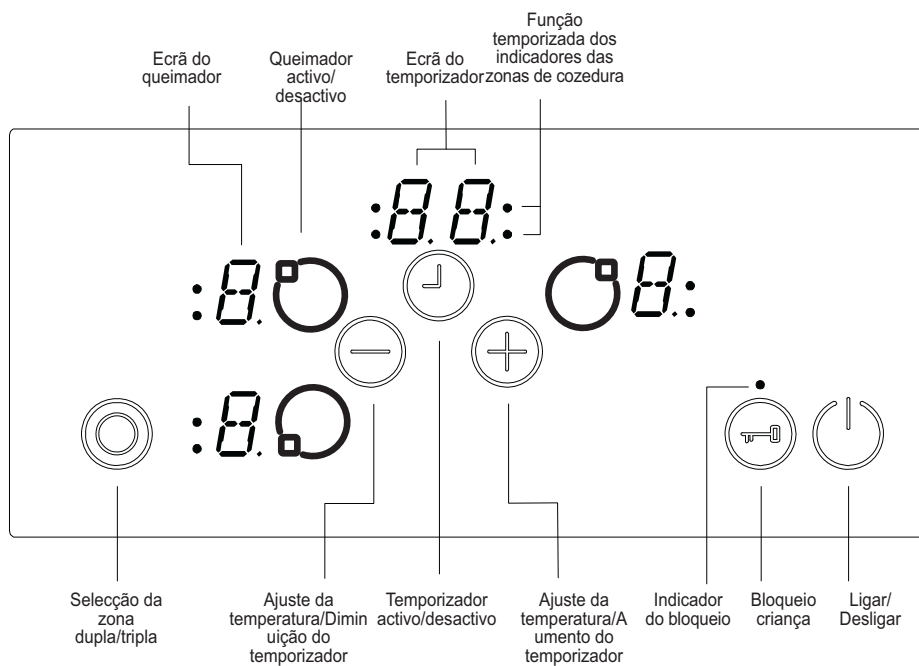 Ecrã do
queimador
Queimador
activo/
desactivo
Ecrã do
temporizador
Função
temporizada dos
indicadores das
zonas de cozedura
Selecção da
zona
dupla/tripla
Ajuste da
temperatura/Dimin
uição do
temporizador
Temporizador
activo/desactivo
Ajuste da
temperatura/A
umento do
temporizador
Indicador
do bloqueio
Bloqueio
criança
Ligar/
Desligar